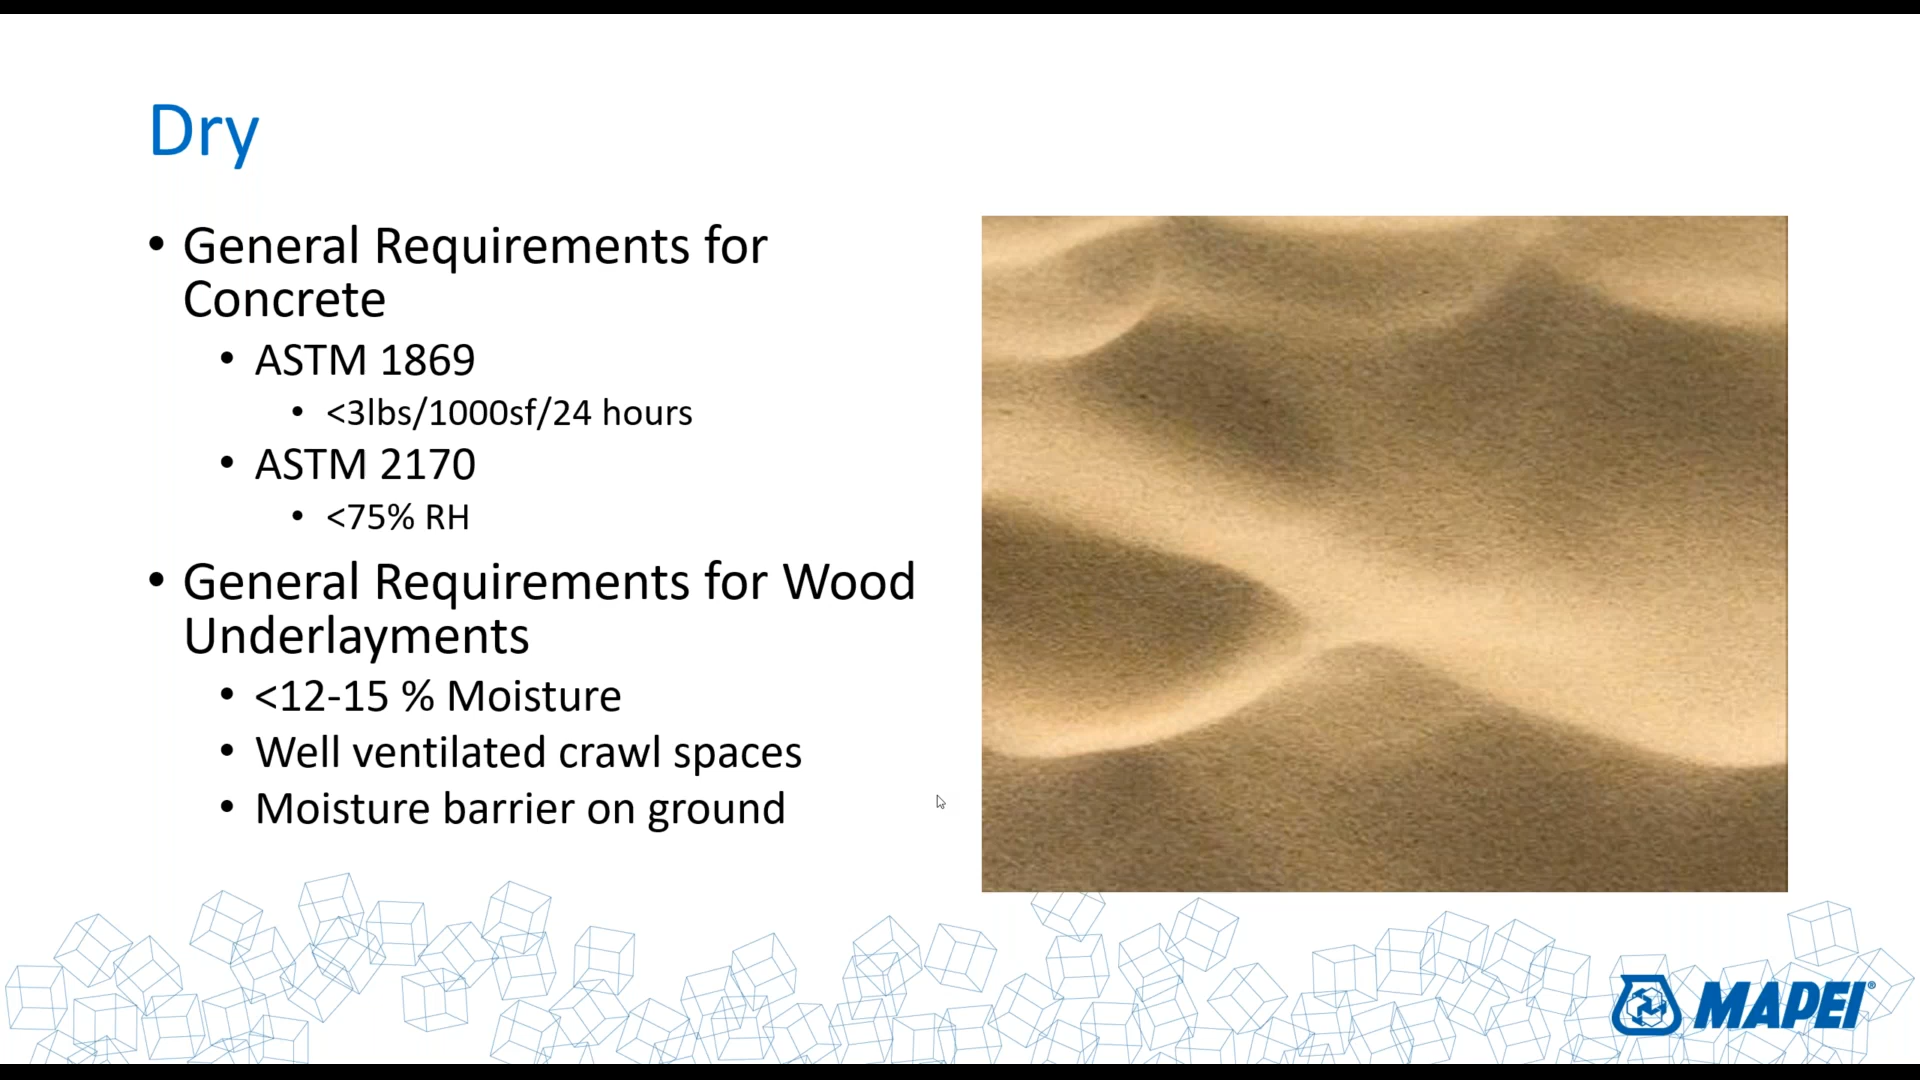 Dry
• General Requirements for
Concrete
• ASTM 1869
• <3lbs/1000sf/24 hours
• ASTM 2170
• <75% RH
• General Requirements for Wood
Underlayments
• <12-15 % Moisture
• Well ventilated crawl spaces
• Moisture barrier on ground
MAPEI®